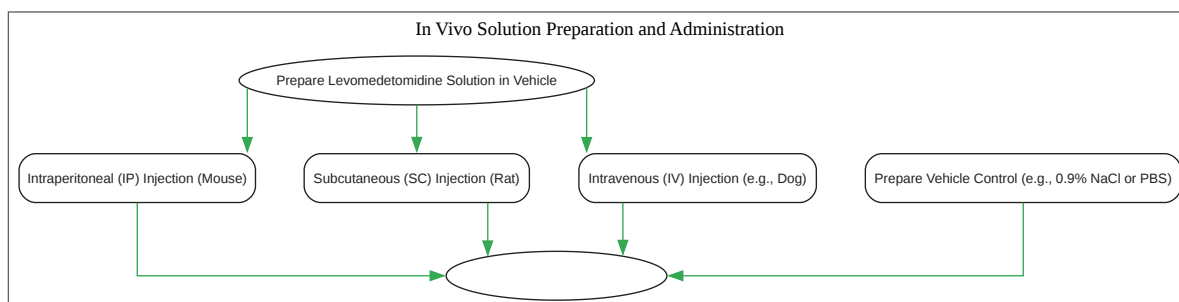 In Vivo Solution Preparation and Administration
Prepare Levomedetomidine Solution in Vehicle
Intraperitoneal (IP) Injection (Mouse)
Subcutaneous (SC) Injection (Rat)
Intravenous (IV) Injection (e.g., Dog)
Prepare Vehicle Control (e.g., 0.9% NaCl or PBS)